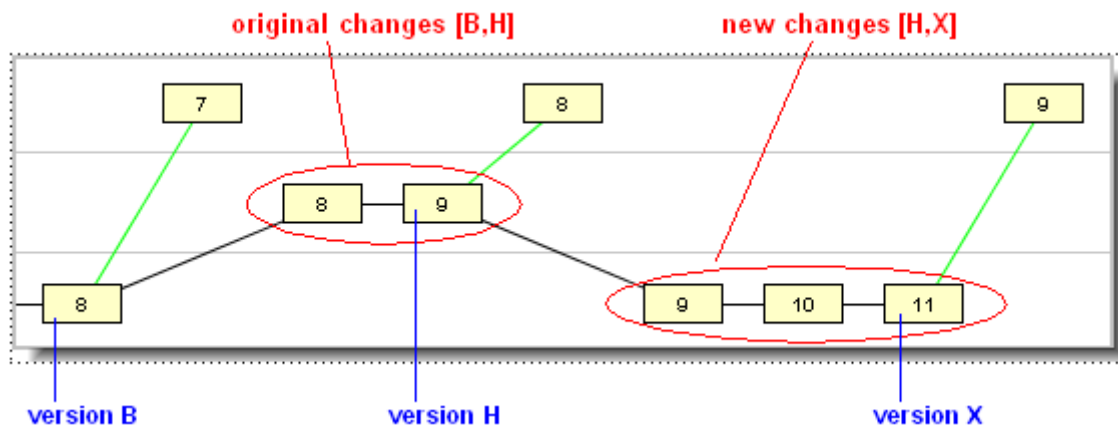 original changes [B,H] new changes [H,X]
7 8 9
8 9
8 9 10 11
version B version H version X